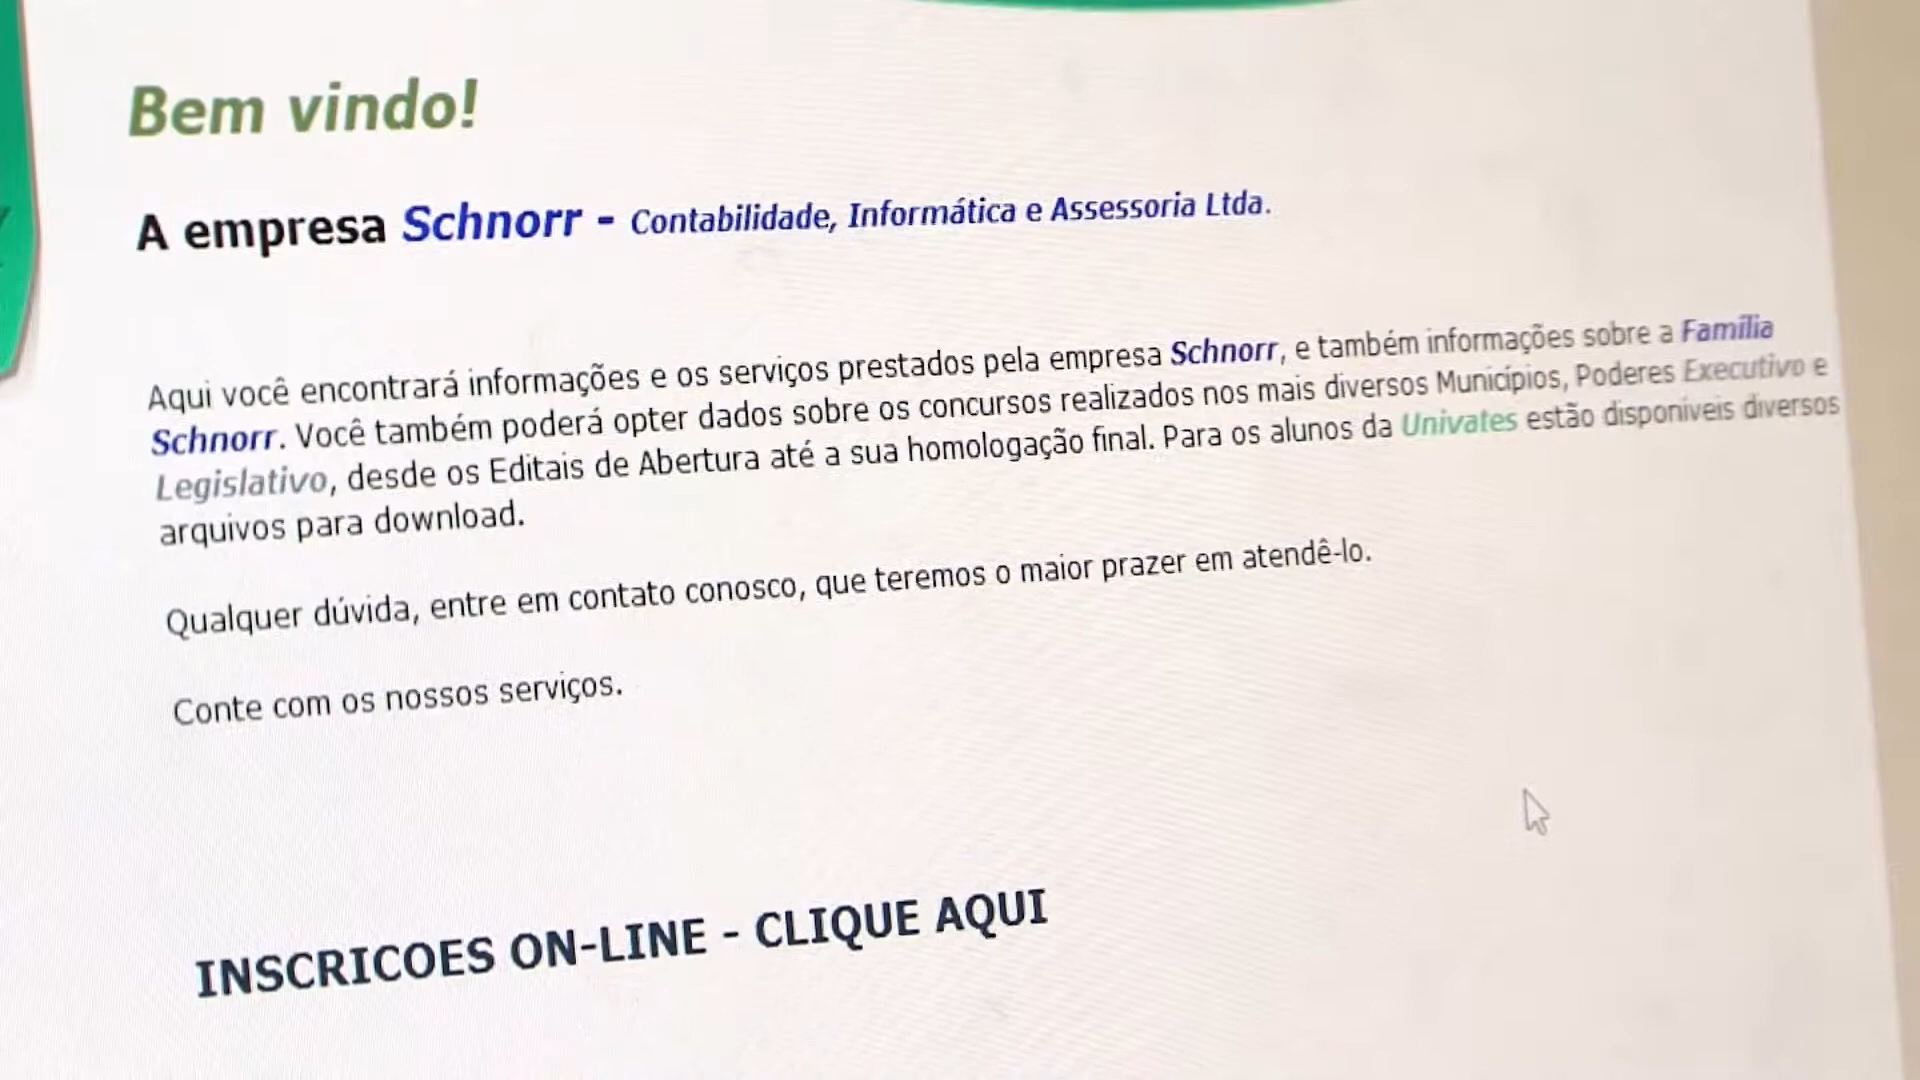 Bem vindo!
A empresa Schnorr - Contabilidade, Informática e Assessoria Ltda.
Aqui você encontrará informações e os serviços prestados pela empresa Schnorr, e também informações sobre a Família
Schnorr. Você também poderá opter dados sobre os concursos realizados nos mais diversos Municípios, Poderes Executivo e
Legislativo, desde os Editais de Abertura até a sua homologação final. Para os alunos da Univates estão disponíveis diversos
arquivos para download.
Qualquer dúvida, entre em contato conosco, que teremos o maior prazer em atendê-lo.
Conte com os nossos serviços.
INSCRICOES ON-LINE - CLIQUE AQUI